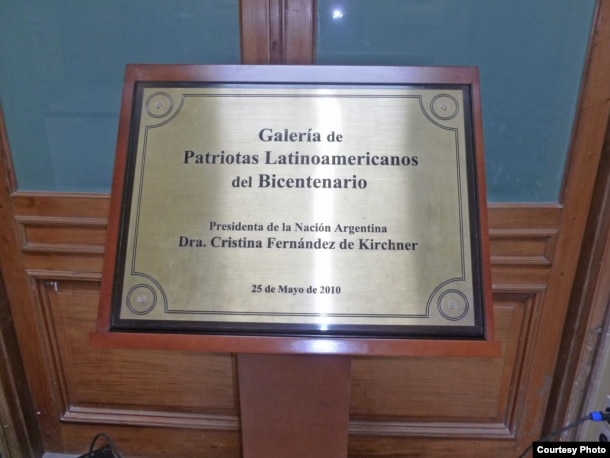 Galería de
Patriotas Latinoamericanos
del Bicentenario
Presidenta de la Nación Argentina
Dra. Cristina Fernández de Kirchner
25 de Mayo de 2010
Courtesy Photo